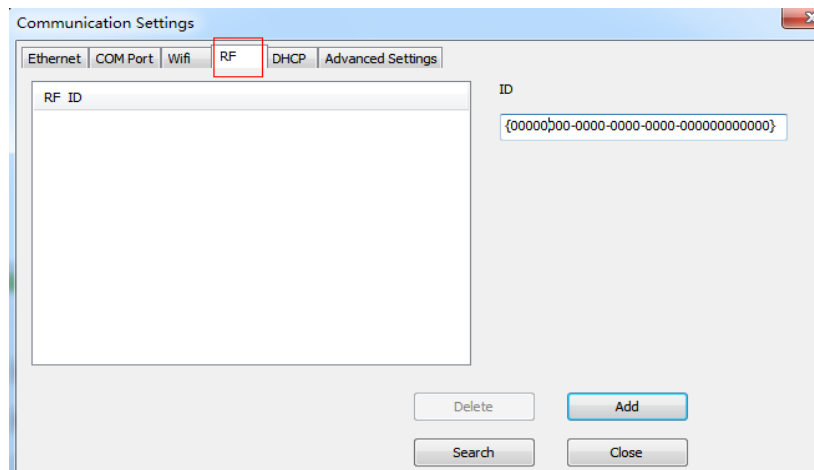 Communication Settings
Ethernet COM Port Wifi RF DHCP Advanced Settings
RF ID
ID
{00000000-0000-0000-0000-000000000000}
Delete Add
Search Close